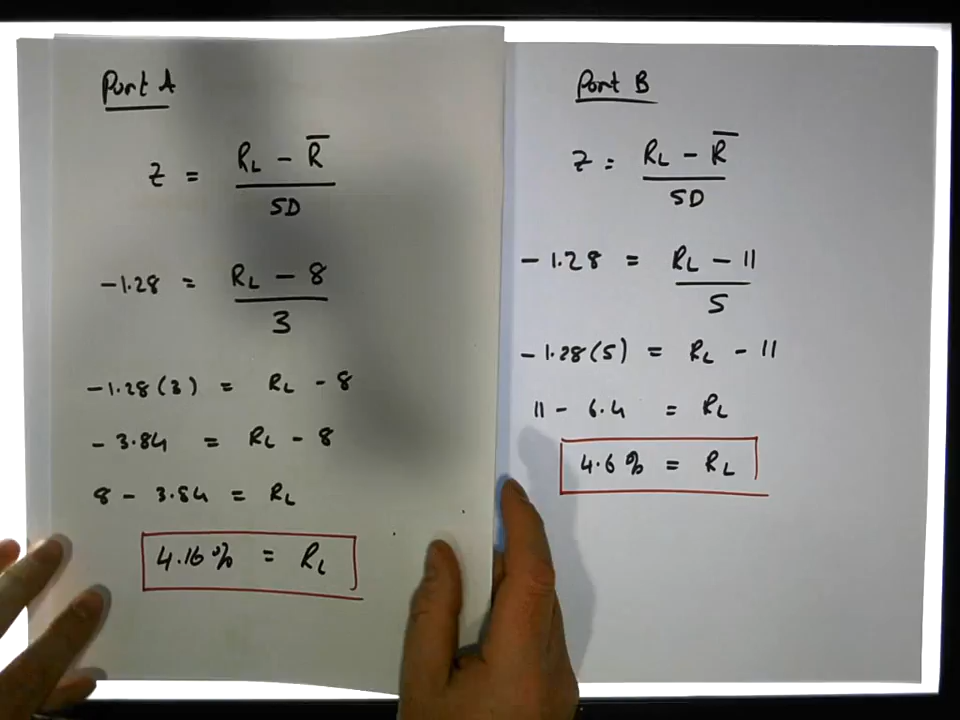 Port A
Z = (R_L − R̄) / SD
−1.28 = (R_L − 8) / 3
−1.28(3) = R_L − 8
−3.84 = R_L − 8
8 − 3.84 = R_L
4.16% = R_L
Port B
Z = (R_L − R̄) / SD
−1.28 = (R_L − 11) / 5
−1.28(5) = R_L − 11
11 − 6.4 = R_L
4.6% = R_L